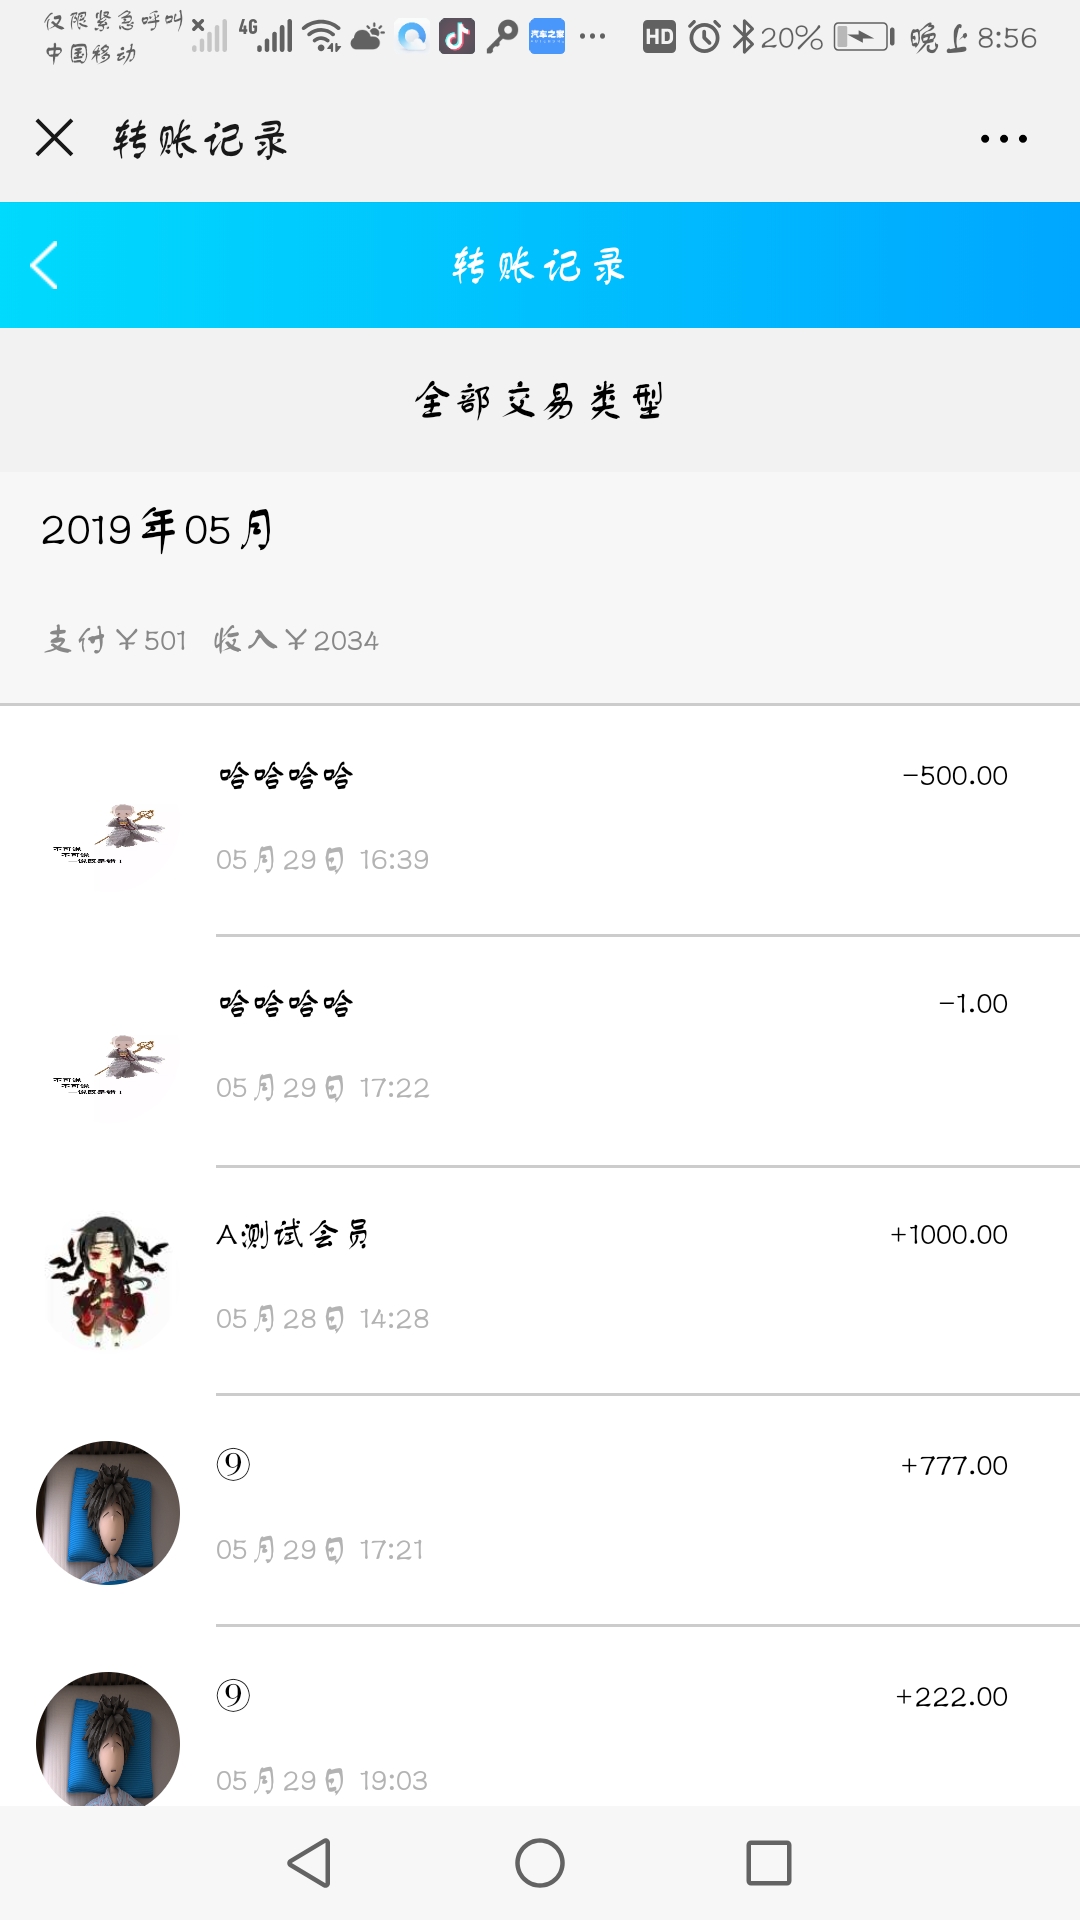 仅限紧急呼叫 4G HD 20% 晚上8:56
中国移动 汽车之家
转账记录
转账记录
全部交易类型
2019年05月
支付￥501 收入￥2034
哈哈哈哈 -500.00
05月29日 16:39
哈哈哈哈 -1.00
05月29日 17:22
A测试会员 +1000.00
05月28日 14:28
⑨ +777.00
05月29日 17:21
⑨ +222.00
05月29日 19:03